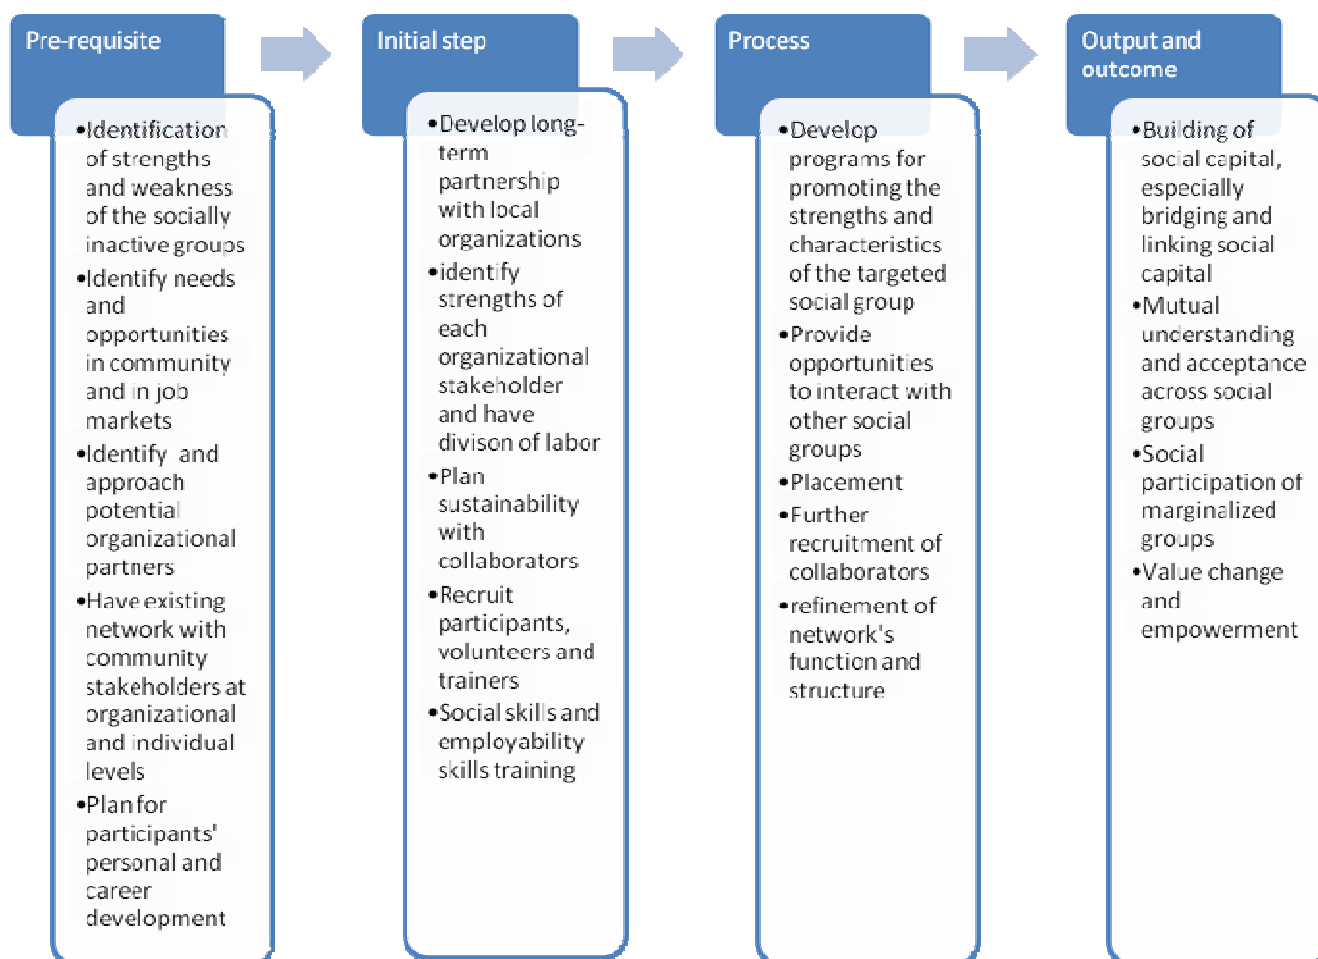 Pre-requisite
•Identification
of strengths
and weakness
of the socially
inactive groups
•Identify needs
and
opportunities
in community
and in job
markets
•Identify and
approach
potential
organizational
partners
•Have existing
network with
community
stakeholders at
organizational
and individual
levels
•Plan for
participants'
personal and
career
development
Initial step
•Develop long-
term
partnership
with local
organizations
•identify
strengths of
each
organizational
stakeholder
and have
divison of labor
•Plan
sustainability
with
collaborators
•Recruit
participants,
volunteers and
trainers
•Social skills and
employability
skills training
Process
•Develop
programs for
promoting the
strengths and
characteristics
of the targeted
social group
•Provide
opportunities
to interact with
other social
groups
•Placement
•Further
recruitment of
collaborators
•refinement of
network's
function and
structure
Output and
outcome
•Building of
social capital,
especially
bridging and
linking social
capital
•Mutual
understanding
and acceptance
across social
groups
•Social
participation of
marginalized
groups
•Value change
and
empowerment